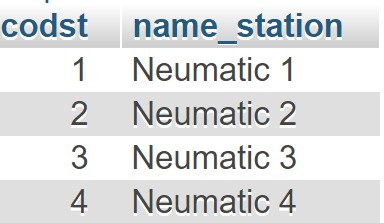 codst name_station
1 Neumatic 1
2 Neumatic 2
3 Neumatic 3
4 Neumatic 4